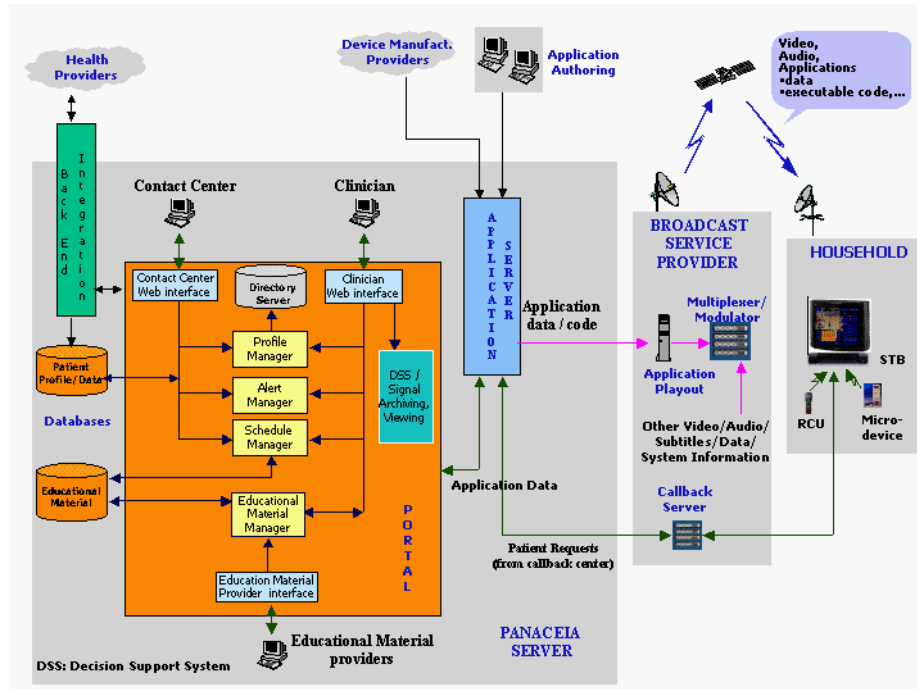 Health
Providers
Device Manufact.
Providers
Application
Authoring
Video,
Audio,
Applications
•data
•executable code,...
Back End
Integration
Contact Center
Clinician
APPLICATION
SERVER
BROADCAST
SERVICE
PROVIDER
HOUSEHOLD
Contact Center
Web interface
Directory
Server
Clinician
Web interface
Application
data / code
Multiplexer/
Modulator
Profile
Manager
Patient
Profile/Data
DSS /
Signal
Archiving,
Viewing
Application
Playout
STB
Alert
Manager
Databases
Schedule
Manager
Other Video/Audio/
Subtitles/Data/
System Information
RCU
Micro-
device
Educational
Material
Educational
Material
Manager
PORTAL
Application Data
Callback
Server
Patient Requests
(from callback center)
Education Material
Provider interface
Educational Material
providers
PANACEIA
SERVER
DSS: Decision Support System